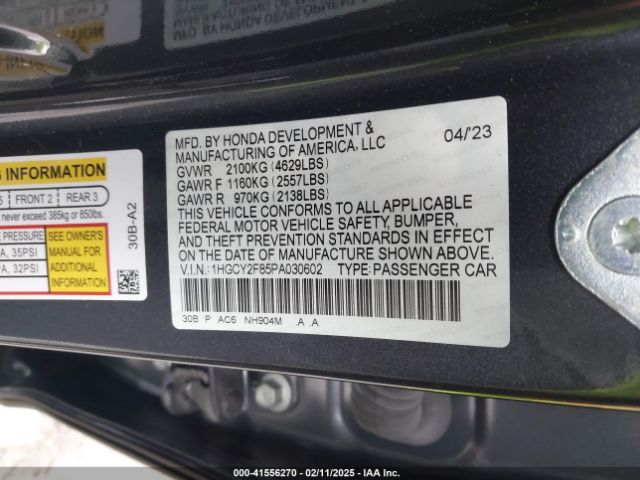 MFD. BY HONDA DEVELOPMENT &
MANUFACTURING OF AMERICA, LLC
04/23
GVWR 2100KG (4629LBS)
GAWR F 1160KG (2557LBS)
GAWR R 970KG (2138LBS)
THIS VEHICLE CONFORMS TO ALL APPLICABLE
FEDERAL MOTOR VEHICLE SAFETY, BUMPER,
AND THEFT PREVENTION STANDARDS IN EFFECT
ON THE DATE OF MANUFACTURE SHOWN ABOVE.
V.I.N.: 1HGCY2F85PA030602 TYPE: PASSENGER CAR
30B P AC6 NH904M .A .A
INFORMATION
FRONT 2 REAR 3
never exceed 385kg or 850lbs.
PRESSURE
35PSI
32PSI
SEE OWNER'S
MANUAL FOR
ADDITIONAL
INFORMATION
30B-A2
000-41556270 - 02/11/2025 - IAA Inc.